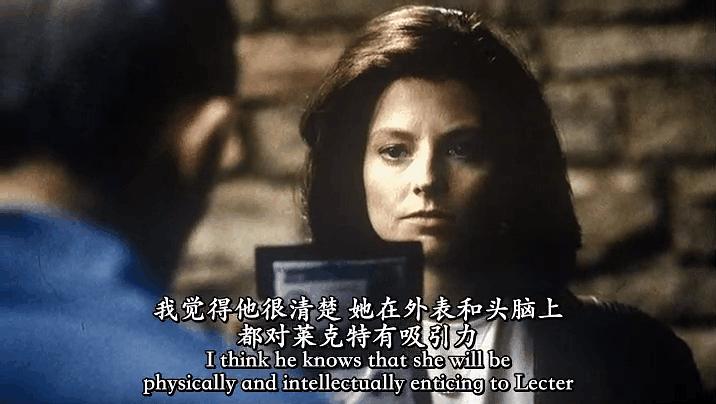 我觉得他很清楚 她在外表和头脑上
都对莱克特有吸引力
I think he knows that she will be
physically and intellectually enticing to Lecter